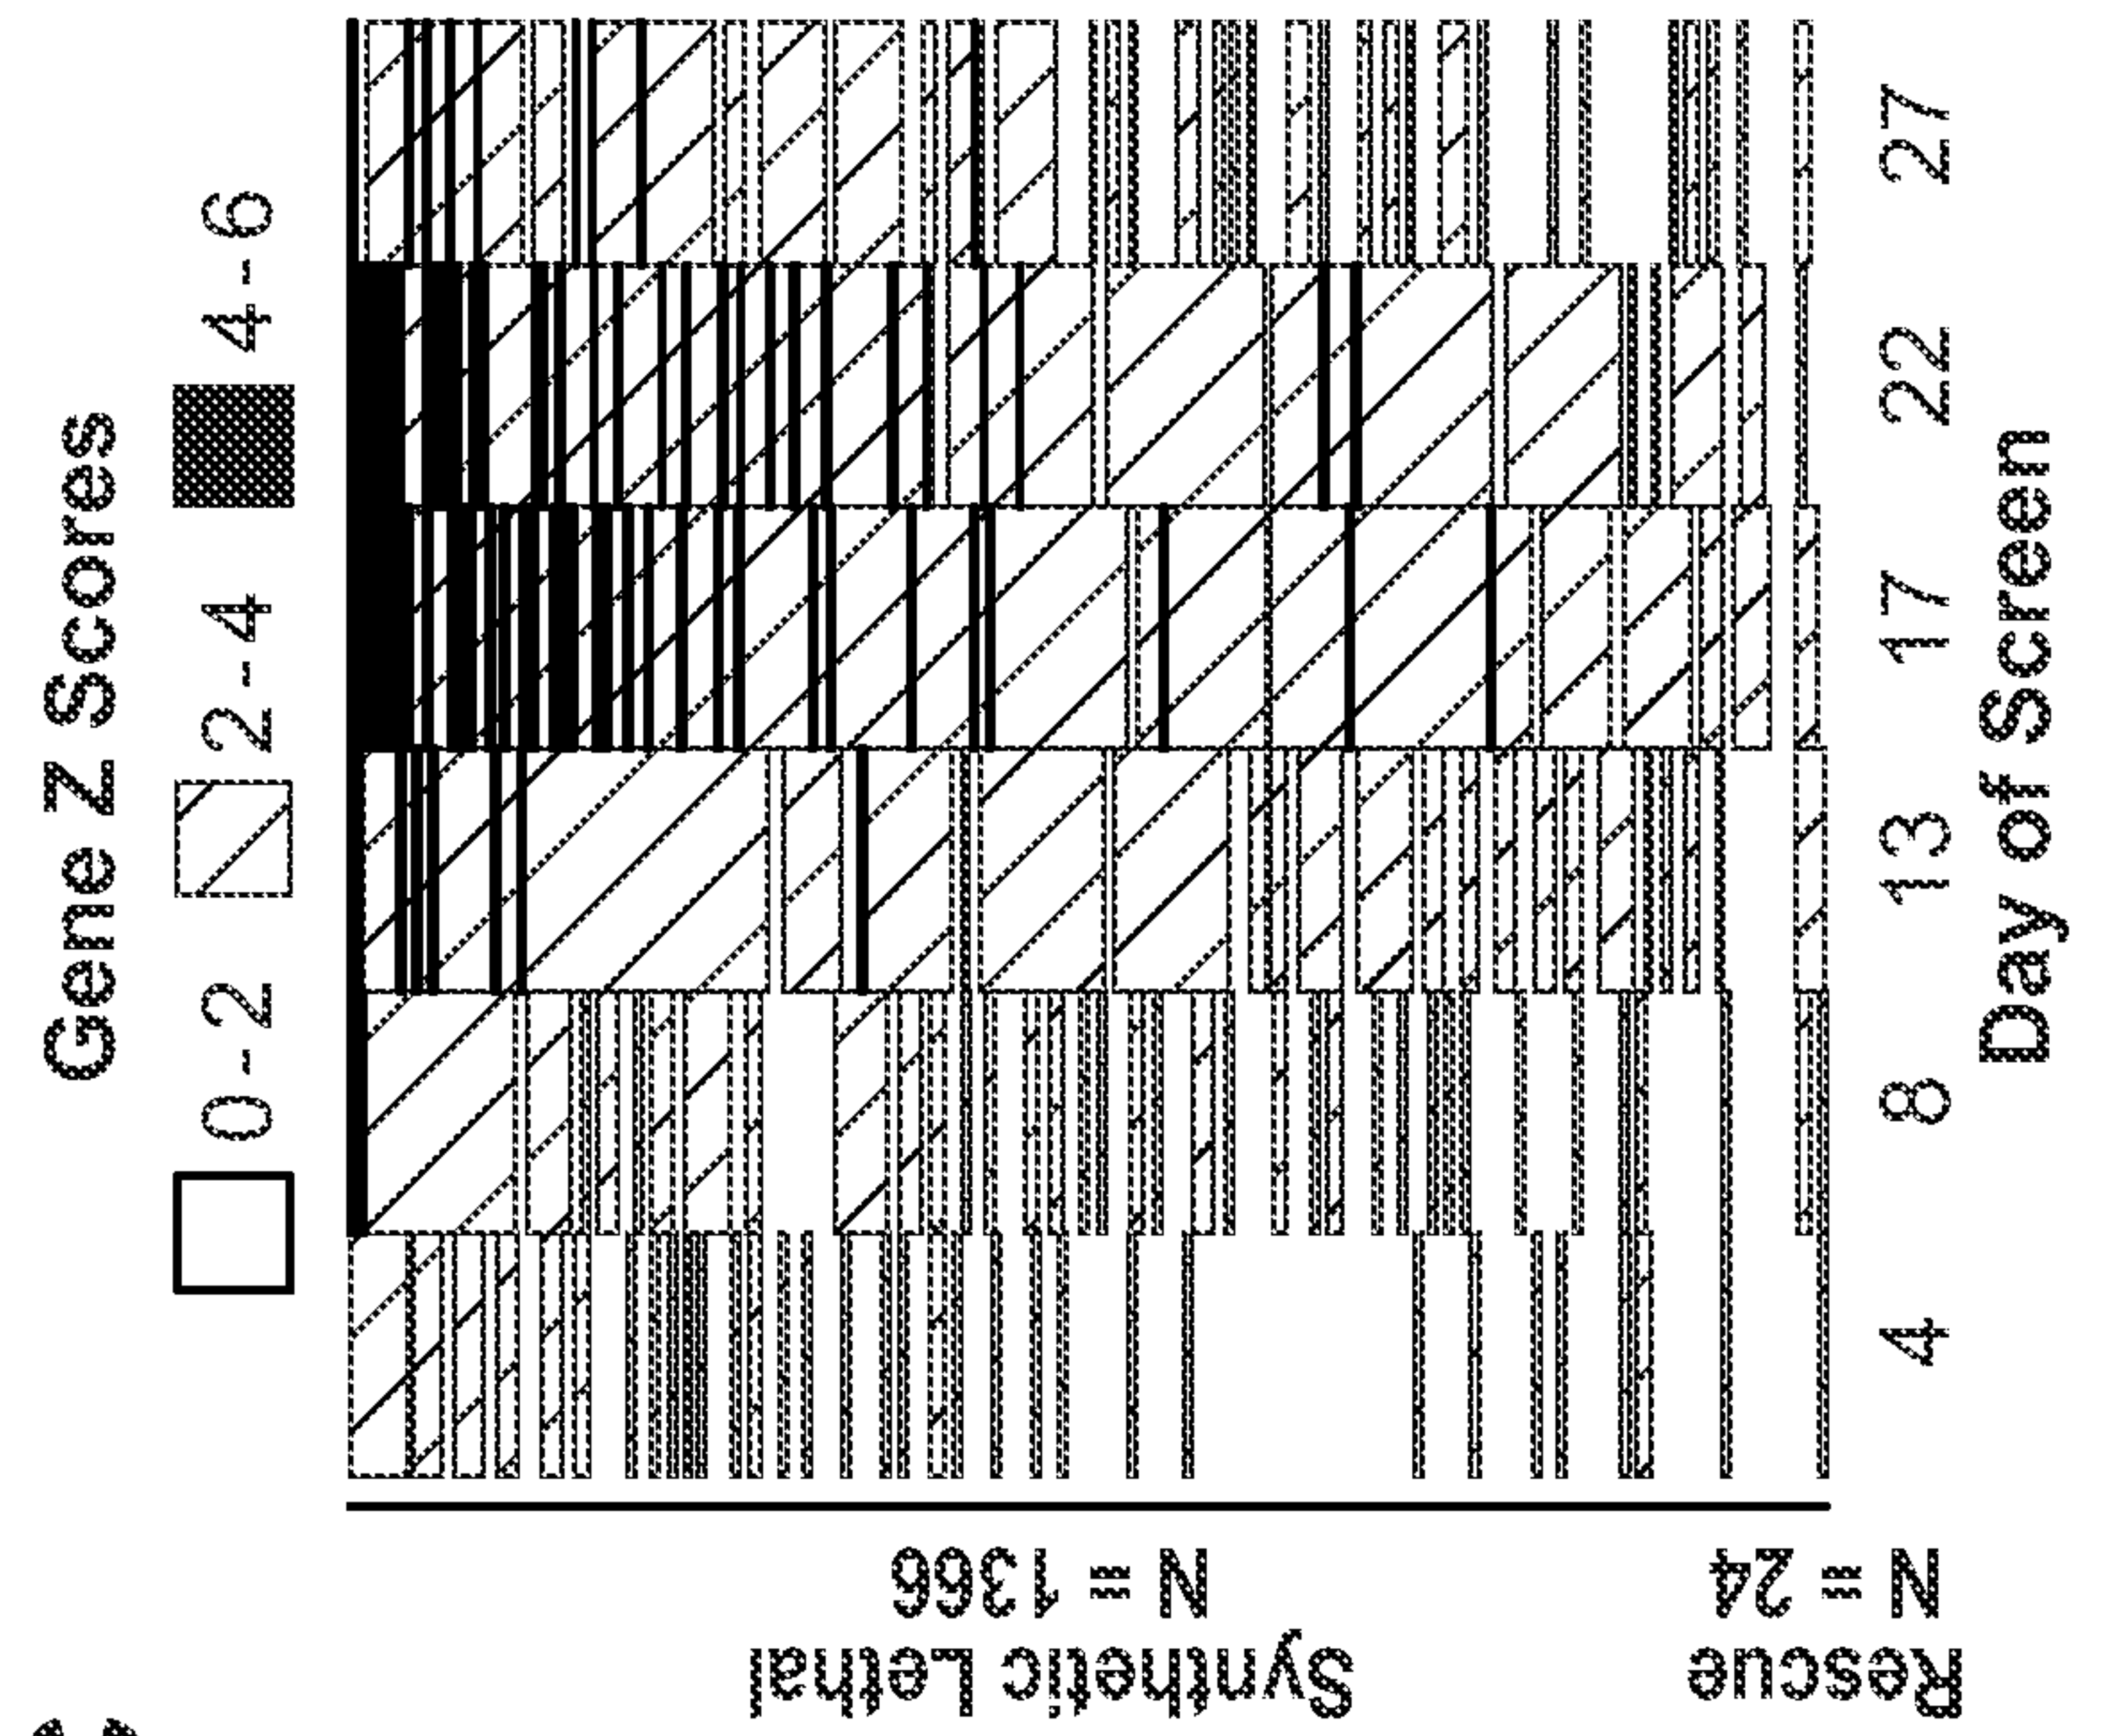 Gene Z Scores
0 - 2 2 - 4 4 - 6
Synthetic Lethal
N = 1366
Rescue
N = 24
4 8 13 17 22 27
Day of Screen